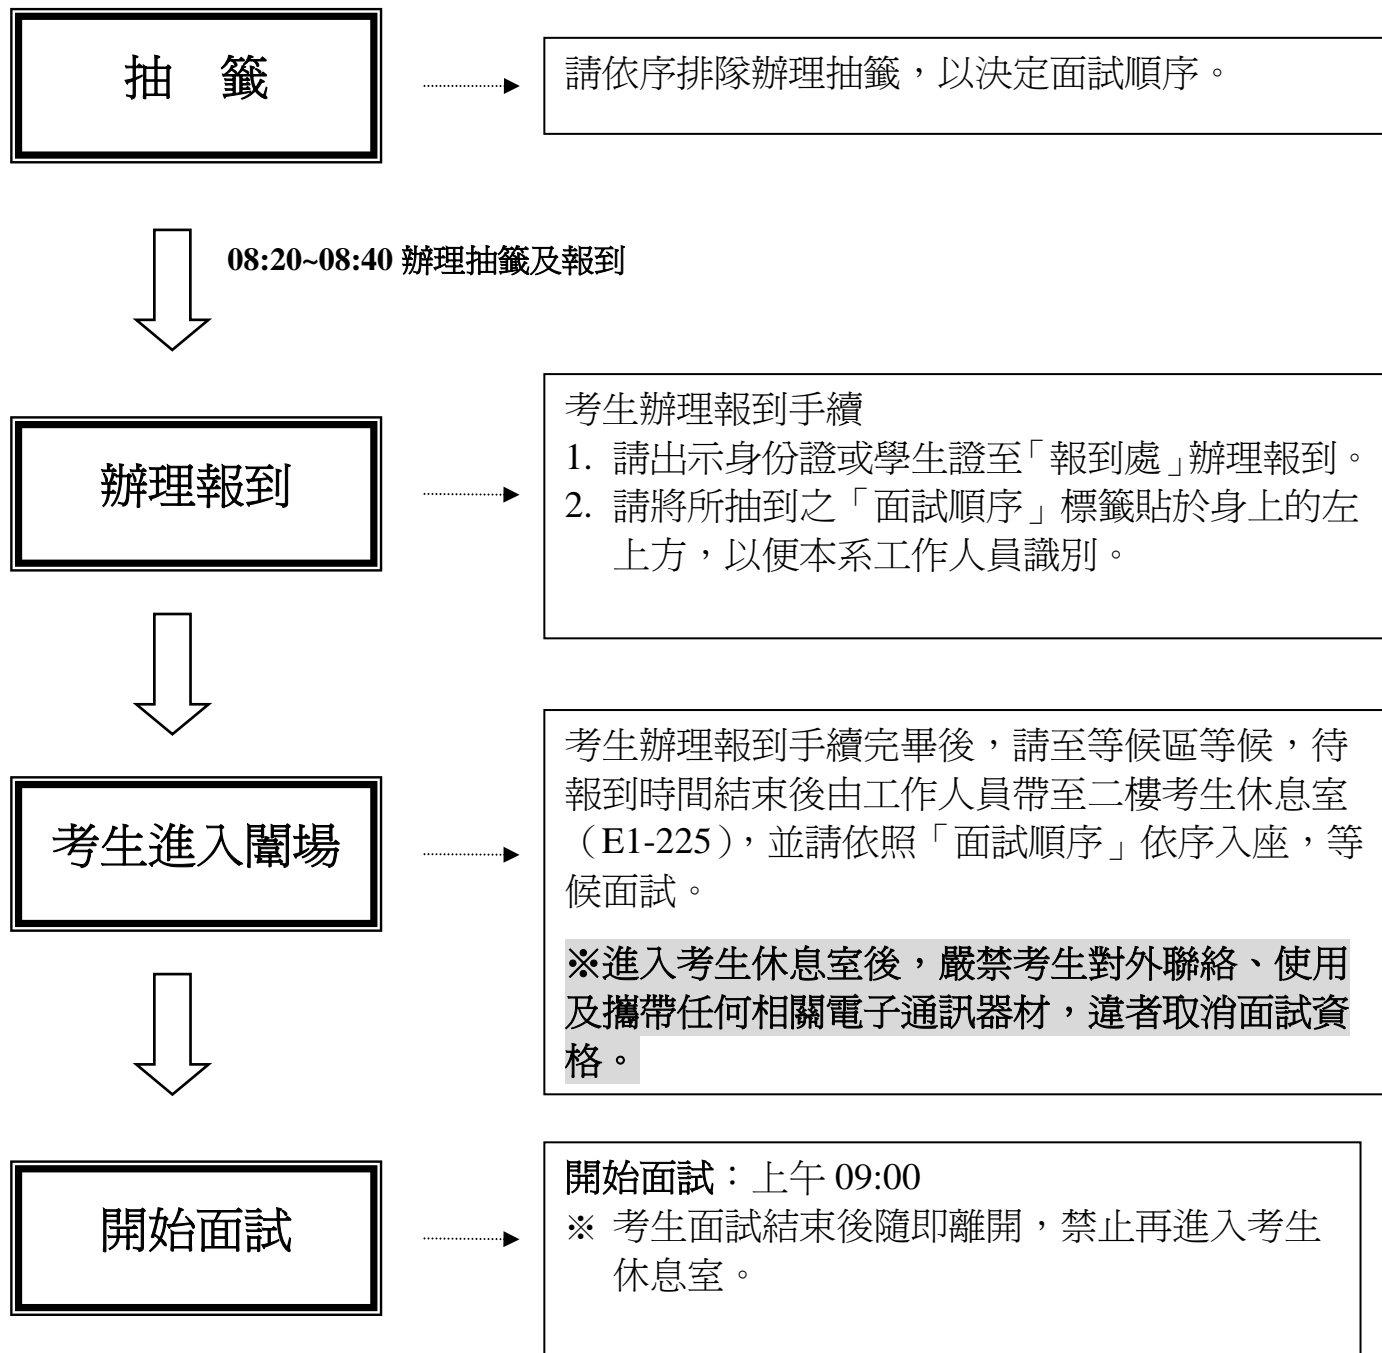 抽　籤
請依序排隊辦理抽籤，以決定面試順序。
08:20~08:40 辦理抽籤及報到
辦理報到
考生辦理報到手續
1. 請出示身份證或學生證至「報到處」辦理報到。
2. 請將所抽到之「面試順序」標籤貼於身上的左
上方，以便本系工作人員識別。
考生進入闈場
考生辦理報到手續完畢後，請至等候區等候，待
報到時間結束後由工作人員帶至二樓考生休息室
（E1-225），並請依照「面試順序」依序入座，等
候面試。
※進入考生休息室後，嚴禁考生對外聯絡、使用
及攜帶任何相關電子通訊器材，違者取消面試資
格。
開始面試
開始面試：上午 09:00
※ 考生面試結束後隨即離開，禁止再進入考生
休息室。